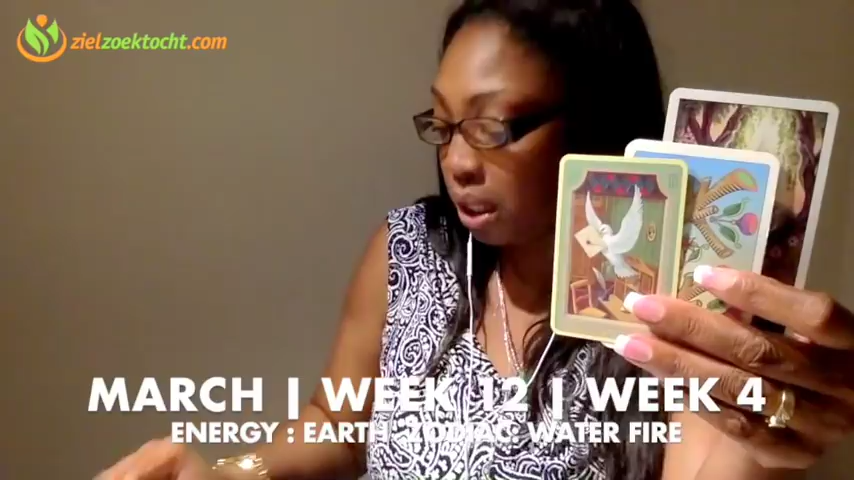 zielzoektocht.com
MARCH | WEEK 12 | WEEK 4
ENERGY : EARTH ZODIAC : WATER FIRE